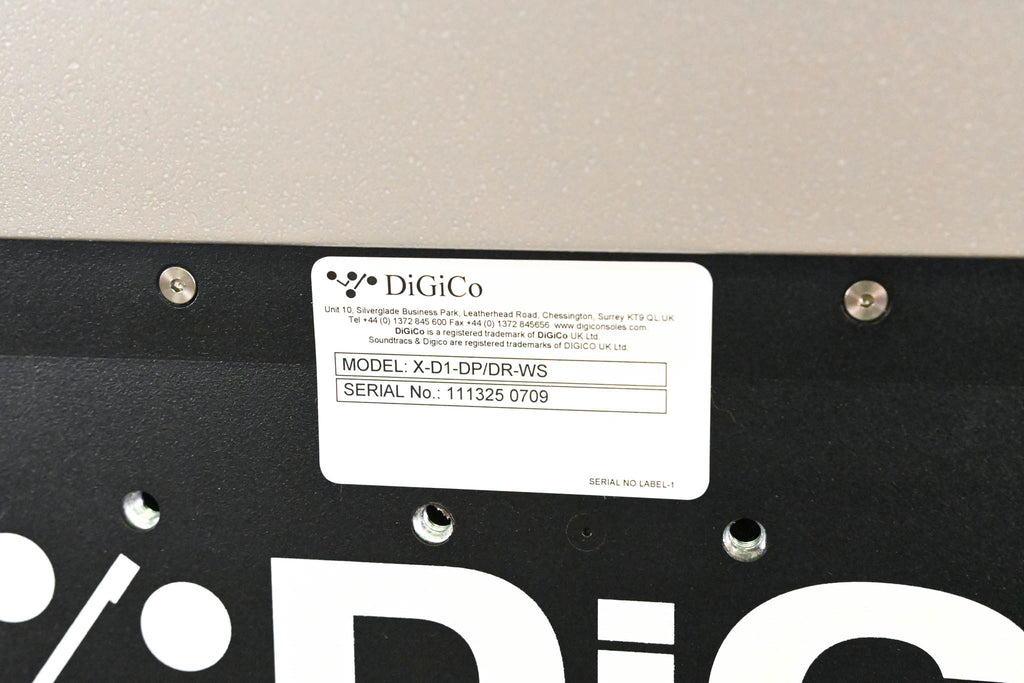 DiGiCo
Unit 10, Silverglade Business Park, Leatherhead Road, Chessington, Surrey KT9 QL.UK
Tel +44 (0) 1372 845 600 Fax +44 (0) 1372 845656 www.digiconsoles.com
DiGiCo is a registered trademark of DiGiCo UK Ltd.
Soundtracs & Digico are registered trademarks of DIGICO UK Ltd.
MODEL: X-D1-DP/DR-WS
SERIAL No.: 111325 0709
SERIAL NO LABEL-1
DiG